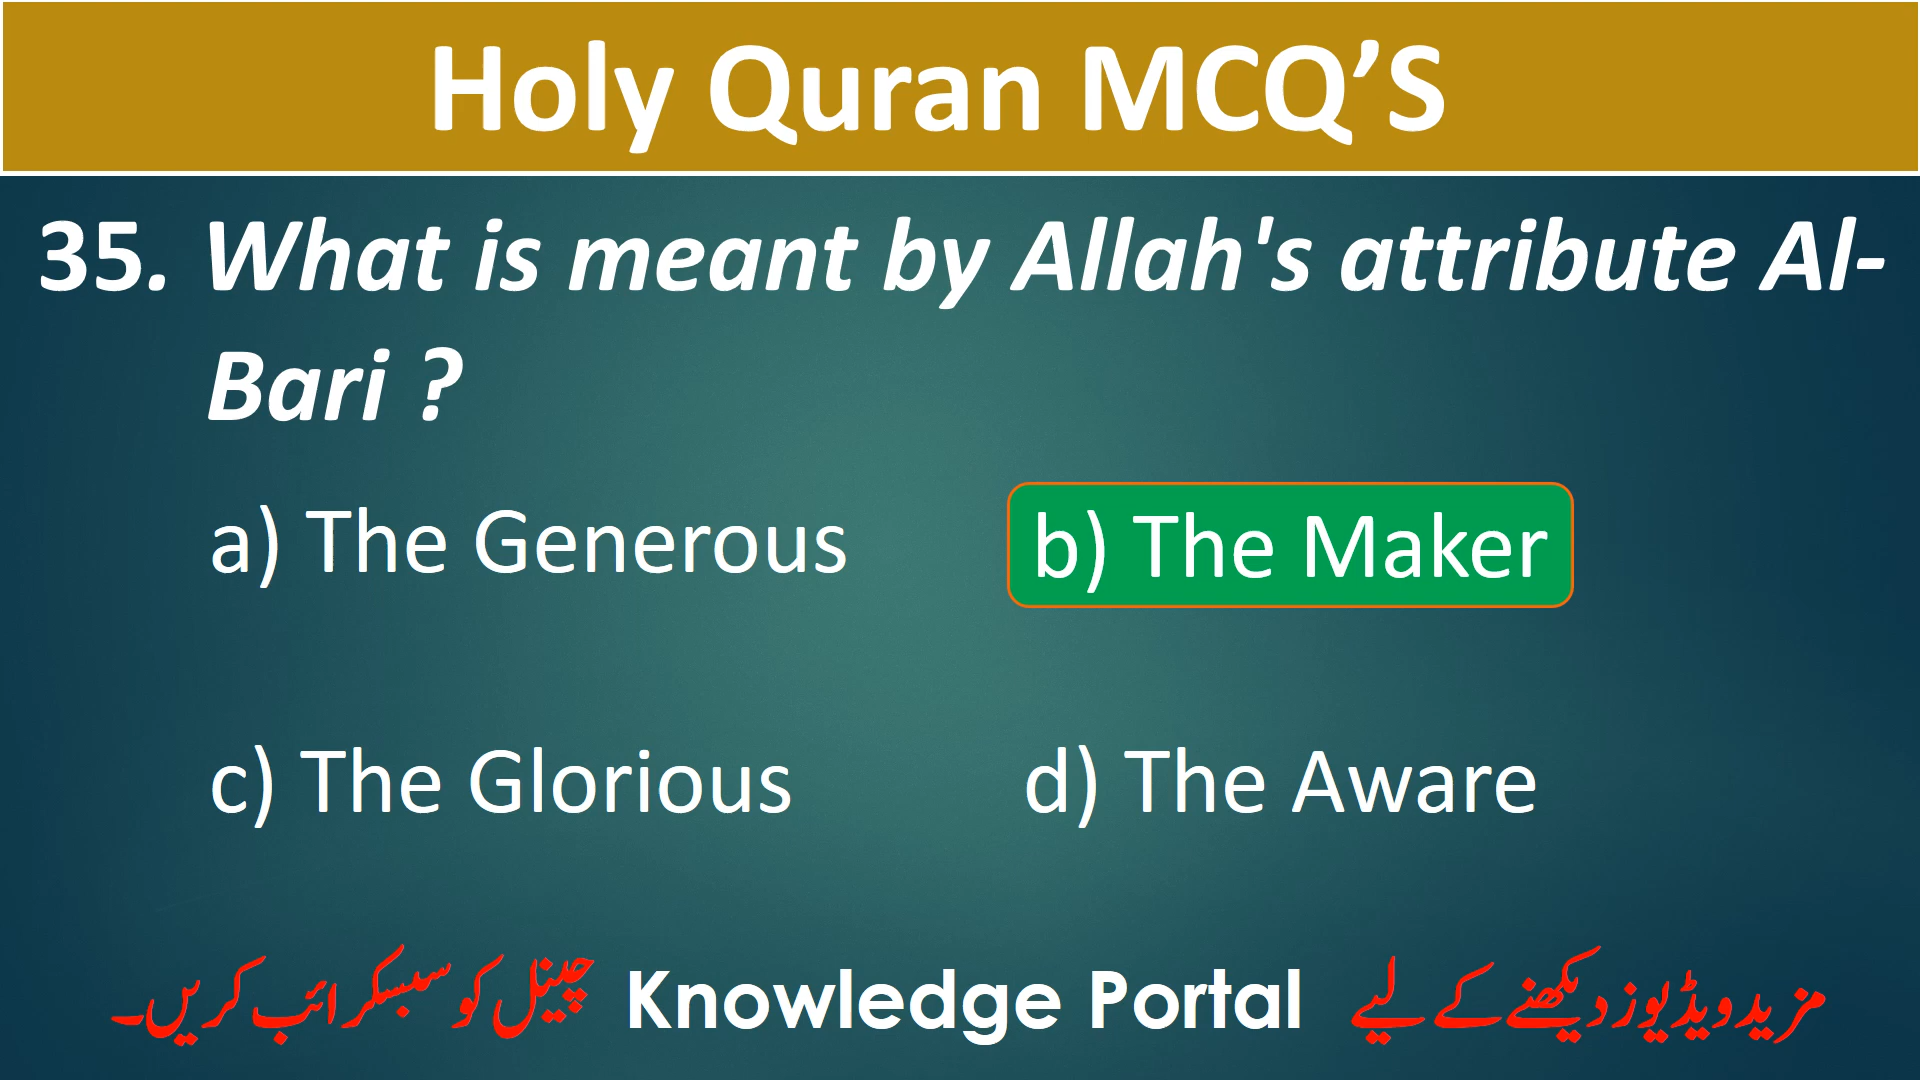 Holy Quran MCQ’S
35. What is meant by Allah's attribute Al-
Bari ?
a) The Generous
b) The Maker
c) The Glorious
d) The Aware
مزید ویڈیوز دیکھنے کے لیے Knowledge Portal چینل کو سبسکرائب کریں۔